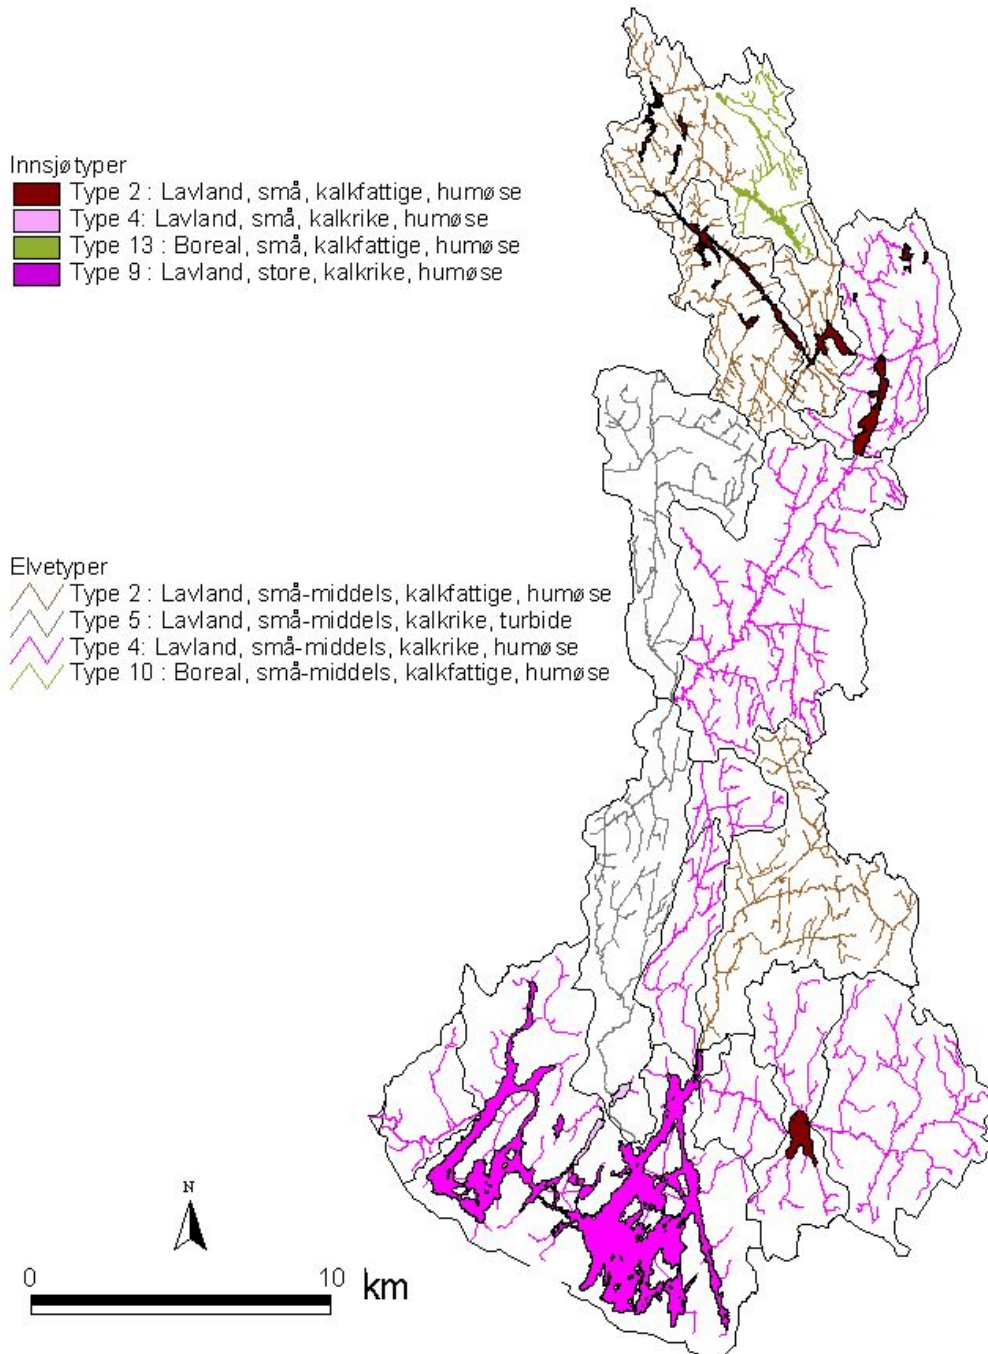 Innsjøtyper
Type 2 : Lavland, små, kalkfattige, humøse
Type 4: Lavland, små, kalkrike, humøse
Type 13 : Boreal, små, kalkfattige, humøse
Type 9 : Lavland, store, kalkrike, humøse
Elvetyper
Type 2 : Lavland, små-middels, kalkfattige, humøse
Type 5 : Lavland, små-middels, kalkrike, turbide
Type 4: Lavland, små-middels, kalkrike, humøse
Type 10 : Boreal, små-middels, kalkfattige, humøse
N
0 10 km